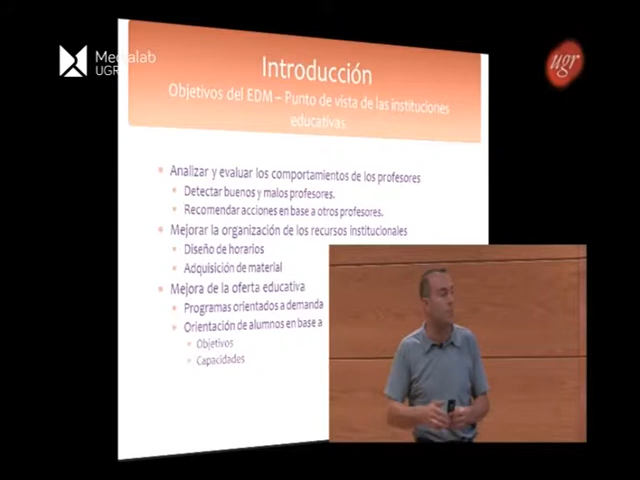 Medialab
UGR
ugr
Introducción
Objetivos del EDM – Punto de vista de las instituciones
educativas
Analizar y evaluar los comportamientos de los profesores
Detectar buenos y malos profesores.
Recomendar acciones en base a otros profesores.
Mejorar la organización de los recursos institucionales
Diseño de horarios
Adquisición de material
Mejora de la oferta educativa
Programas orientados a demanda
Orientación de alumnos en base a
Objetivos
Capacidades